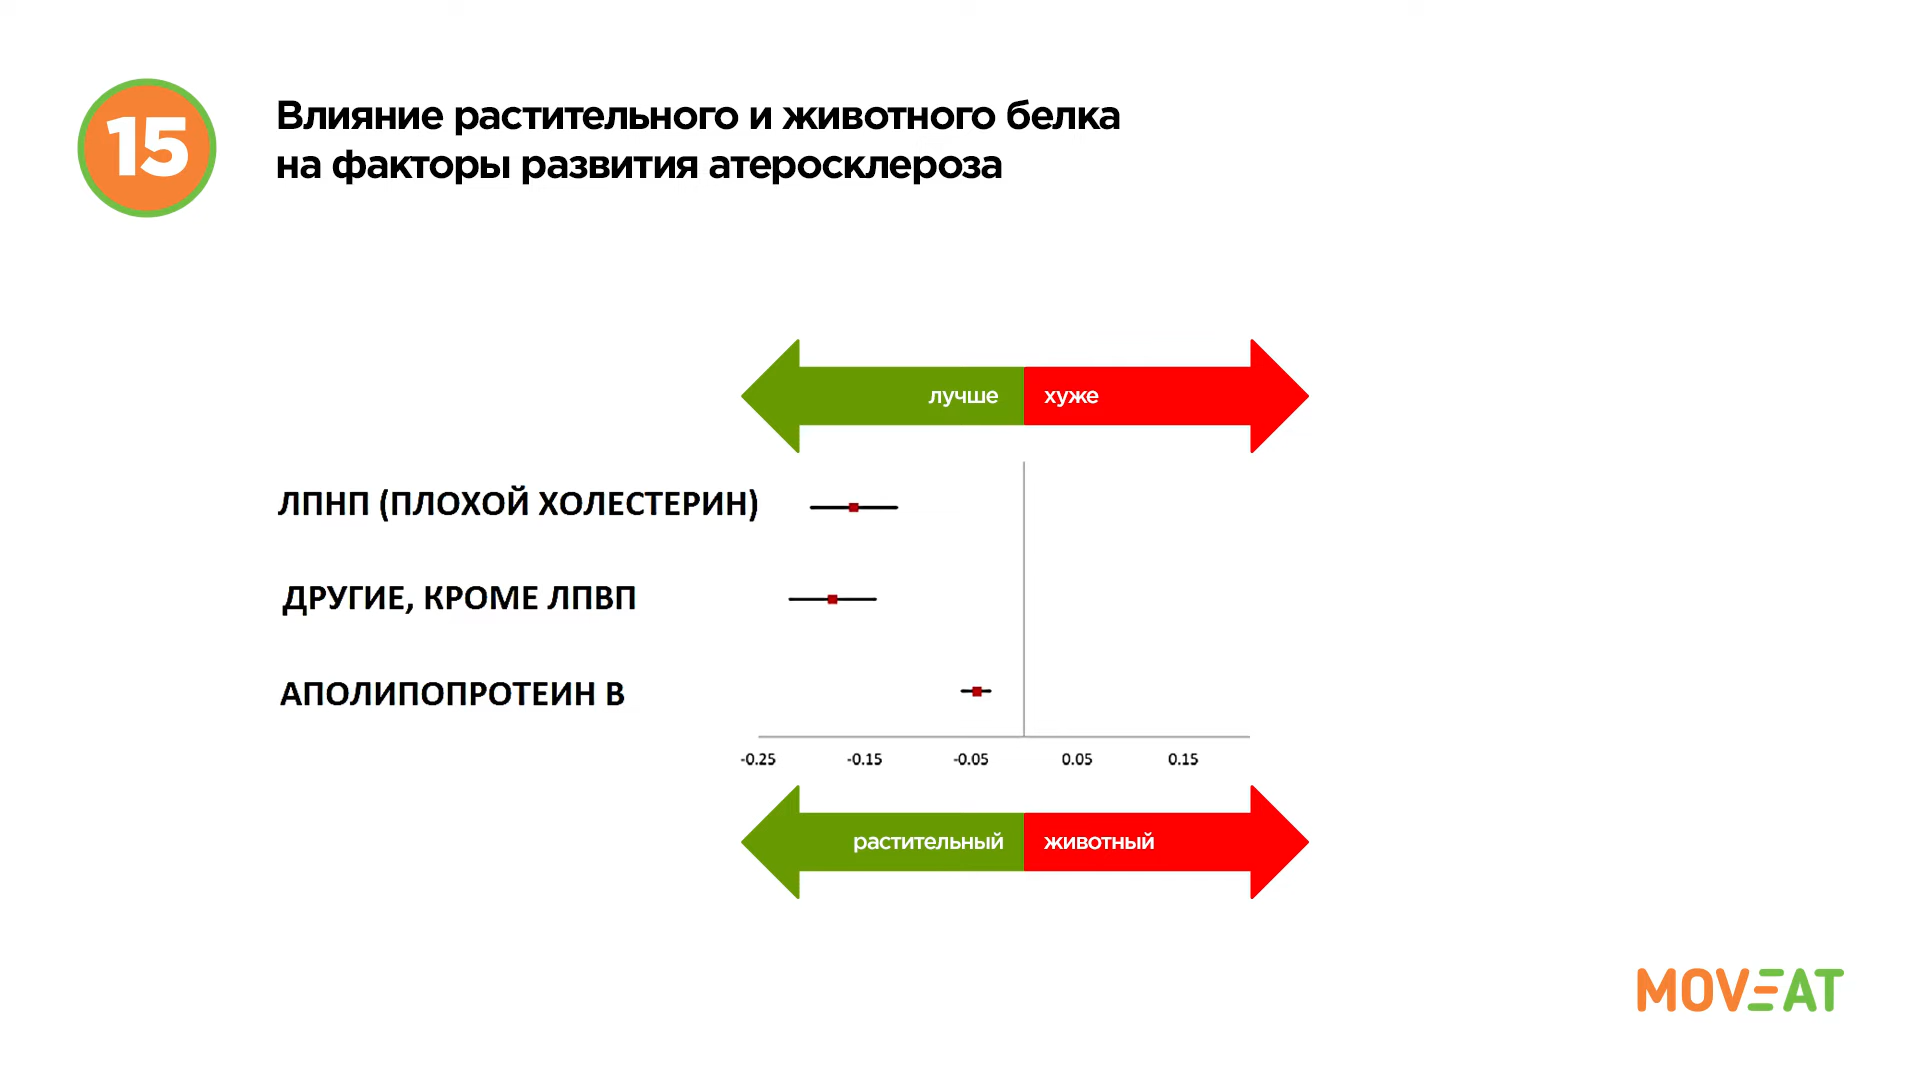 15
Влияние растительного и животного белка
на факторы развития атеросклероза
лучше
хуже
ЛПНП (ПЛОХОЙ ХОЛЕСТЕРИН)
ДРУГИЕ, КРОМЕ ЛПВП
АПОЛИПОПРОТЕИН В
-0.25 -0.15 -0.05 0.05 0.15
растительный
животный
MOVEAT